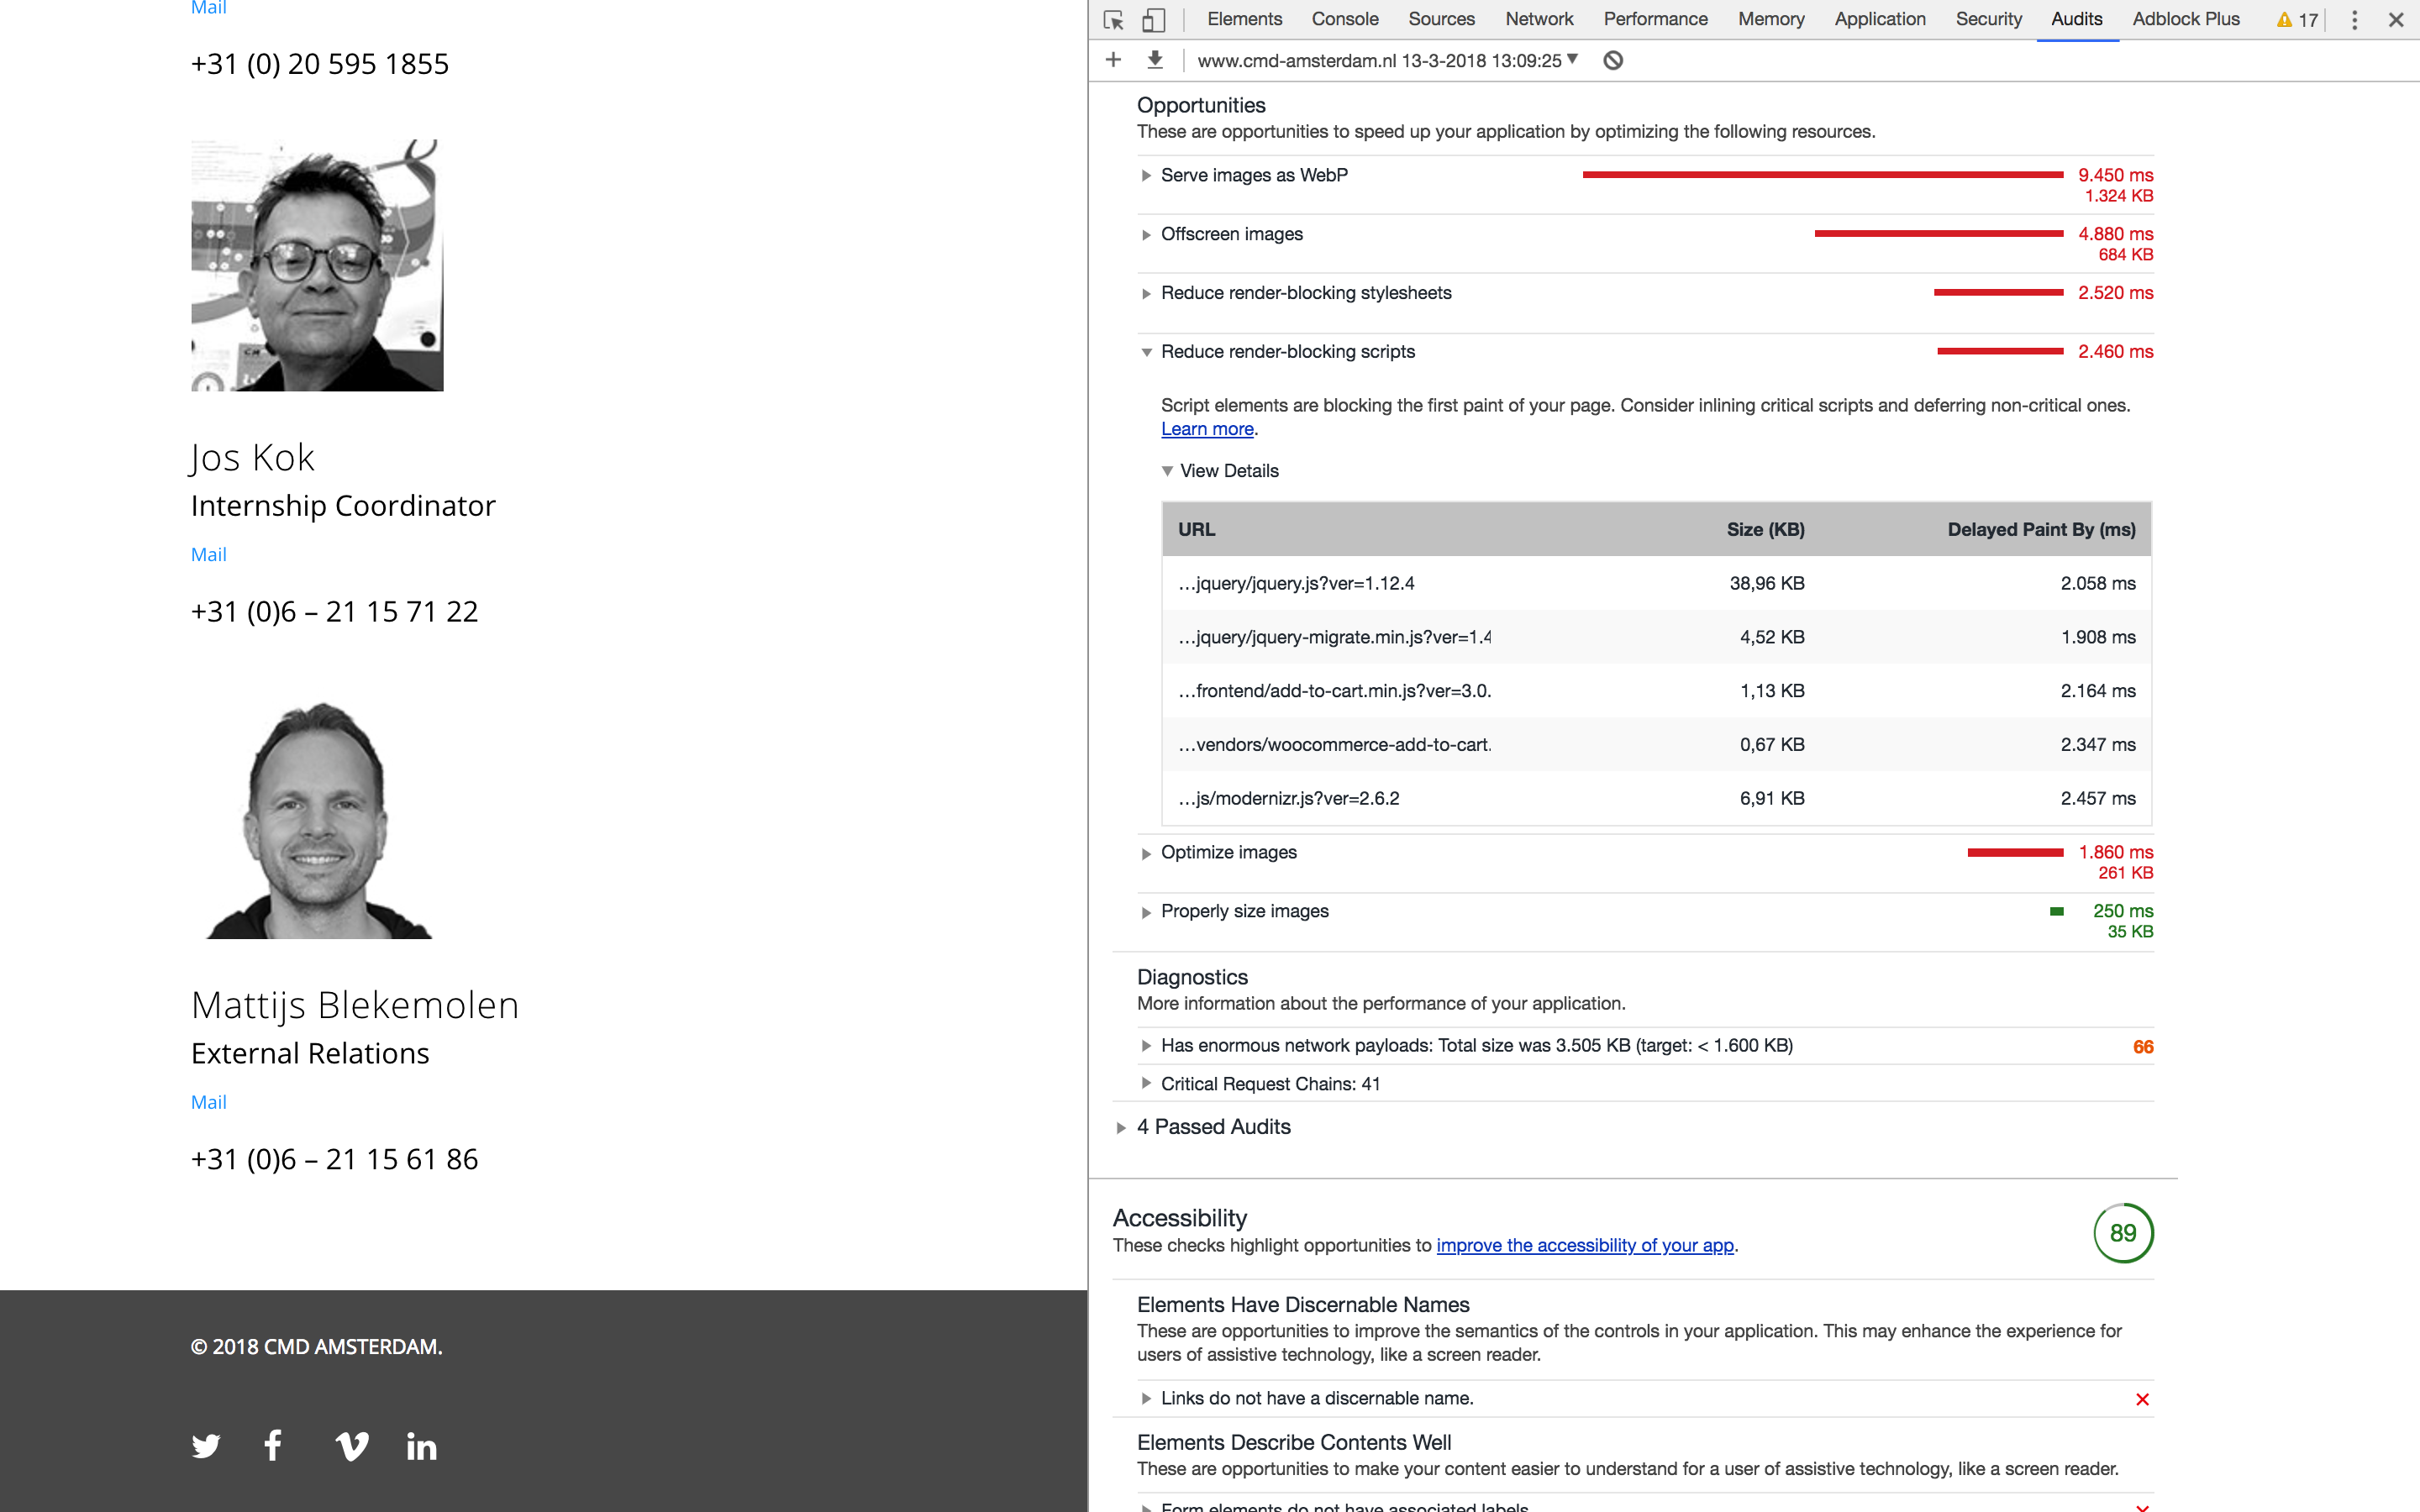 Mail
+31 (0) 20 595 1855
Jos Kok
Internship Coordinator
Mail
+31 (0)6 – 21 15 71 22
Mattijs Blekemolen
External Relations
Mail
+31 (0)6 – 21 15 61 86
© 2018 CMD AMSTERDAM.
Elements Console Sources Network Performance Memory Application Security Audits Adblock Plus 17
www.cmd-amsterdam.nl 13-3-2018 13:09:25
Opportunities
These are opportunities to speed up your application by optimizing the following resources.
Serve images as WebP 9.450 ms
1.324 KB
Offscreen images 4.880 ms
684 KB
Reduce render-blocking stylesheets 2.520 ms
Reduce render-blocking scripts 2.460 ms
Script elements are blocking the first paint of your page. Consider inlining critical scripts and deferring non-critical ones.
Learn more.
View Details
URL Size (KB) Delayed Paint By (ms)
…jquery/jquery.js?ver=1.12.4 38,96 KB 2.058 ms
…jquery/jquery-migrate.min.js?ver=1.4 4,52 KB 1.908 ms
…frontend/add-to-cart.min.js?ver=3.0. 1,13 KB 2.164 ms
…vendors/woocommerce-add-to-cart. 0,67 KB 2.347 ms
…js/modernizr.js?ver=2.6.2 6,91 KB 2.457 ms
Optimize images 1.860 ms
261 KB
Properly size images 250 ms
35 KB
Diagnostics
More information about the performance of your application.
Has enormous network payloads: Total size was 3.505 KB (target: < 1.600 KB) 66
Critical Request Chains: 41
4 Passed Audits
Accessibility 89
These checks highlight opportunities to improve the accessibility of your app.
Elements Have Discernable Names
These are opportunities to improve the semantics of the controls in your application. This may enhance the experience for
users of assistive technology, like a screen reader.
Links do not have a discernable name.
Elements Describe Contents Well
These are opportunities to make your content easier to understand for a user of assistive technology, like a screen reader.
Form elements do not have associated labels